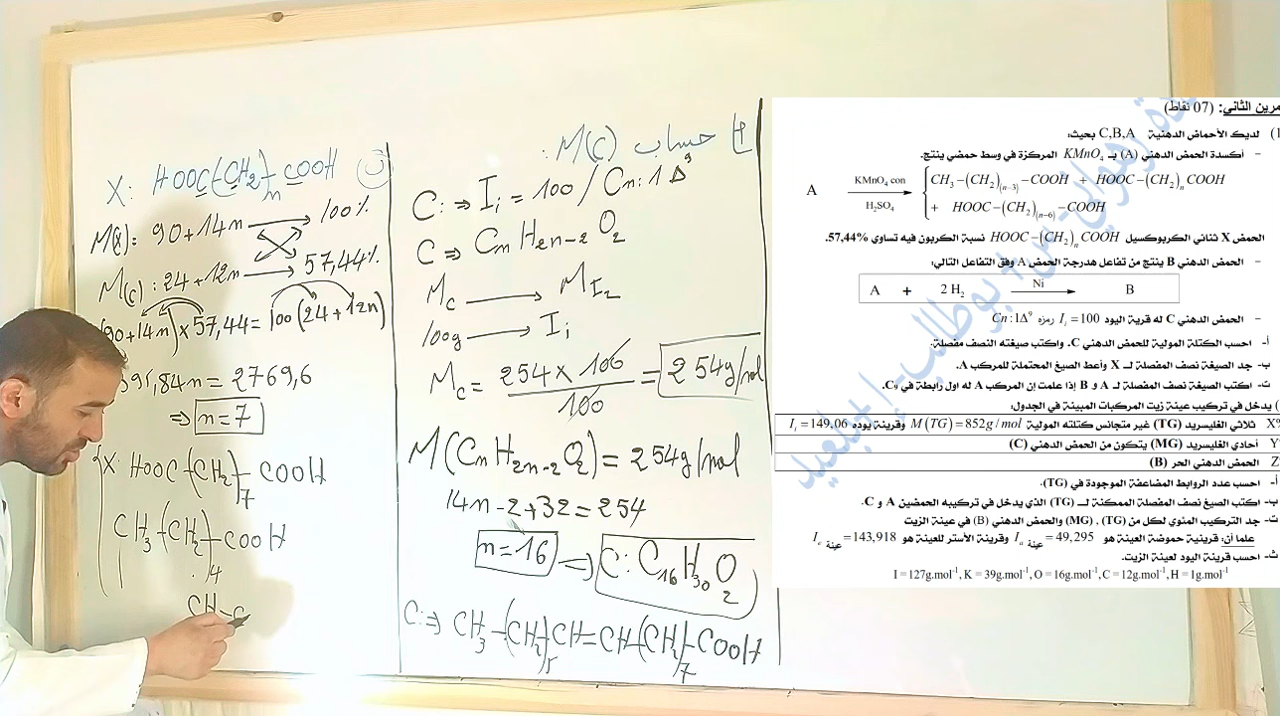 X: HOOC-(CH2)n-COOH
M(X): 90+14n → 100%
M(C): 24+12n → 57,44%
(90+14n) x 57,44 = 100(24+12n)
= 2769,6
⇒ n=7
X: HOOC-(CH2)7-COOH
CH3-(CH2)4-COOH
حساب M(C):
C: ⇒ Ii = 100 / Cn: 1Δ9
C ⇒ CnH2n-2O2
MC → MI2
100g → Ii
MC = 254 x 100 / 100 = 254g/mol
M(CnH2n-2O2) = 254g/mol
14n-2+32=254
n=16 ⇒ C: C16H30O2
C: ⇒ CH3-(CH2)5-CH=CH-(CH2)7-COOH
مرين الثاني: (07 نقاط)
لديك الأحماض الدهنية C,B,A بحيث:
- أكسدة الحمض الدهني (A) بـ KMnO4 المركزة في وسط حمضي ينتج.
A KMnO4 con H2SO4 → CH3-(CH2)(n-3)-COOH + HOOC-(CH2)nCOOH
+ HOOC-(CH2)(n-6)-COOH
الحمض X ثنائي الكربوكسيل HOOC-(CH2)nCOOH نسبة الكربون فيه تساوي 57,44%.
- الحمض الدهني B ينتج من تفاعل هدرجة الحمض A وفق التفاعل التالي:
A + 2 H2 Ni → B
- الحمض الدهني C له قرينة اليود Ii = 100 رمزه Cn:1Δ9
أ- احسب الكتلة المولية للحمض الدهني C، واكتب صيغته النصف مفصلة.
ب- جد الصيغة نصف المفصلة لـ X وأعط الصيغ المحتملة للمركب A.
ت- اكتب الصيغة نصف المفصلة لـ A و B إذا علمت إن المركب A له اول رابطة في C9.
يدخل في تركيب عينة زيت المركبات المبينة في الجدول:
ثلاثي الغليسريد (TG) غير متجانس كتلته المولية M(TG)=852g/mol وقرينة يوده Ii=149,06 X%
أحادي الغليسريد (MG) يتكون من الحمض الدهني (C) Y
الحمض الدهني الحر (B) Z
أ- احسب عدد الروابط المضاعفة الموجودة في (TG).
ب- اكتب الصيغ نصف المفصلة الممكنة لـ (TG) الذي يدخل في تركيبه الحمضين A و C.
ت- جد التركيب المئوي لكل من (TG) ، (MG) والحمض الدهني (B) في عينة الزيت
علما أن: قرينية حموضة العينة هو Ia عينة = 49,295 وقرينة الأستر للعينة هو Ie عينة = 143,918
ث- احسب قرينة اليود لعينة الزيت.
I = 127g.mol-1, K = 39g.mol-1, O = 16g.mol-1, C = 12g.mol-1, H = 1g.mol-1